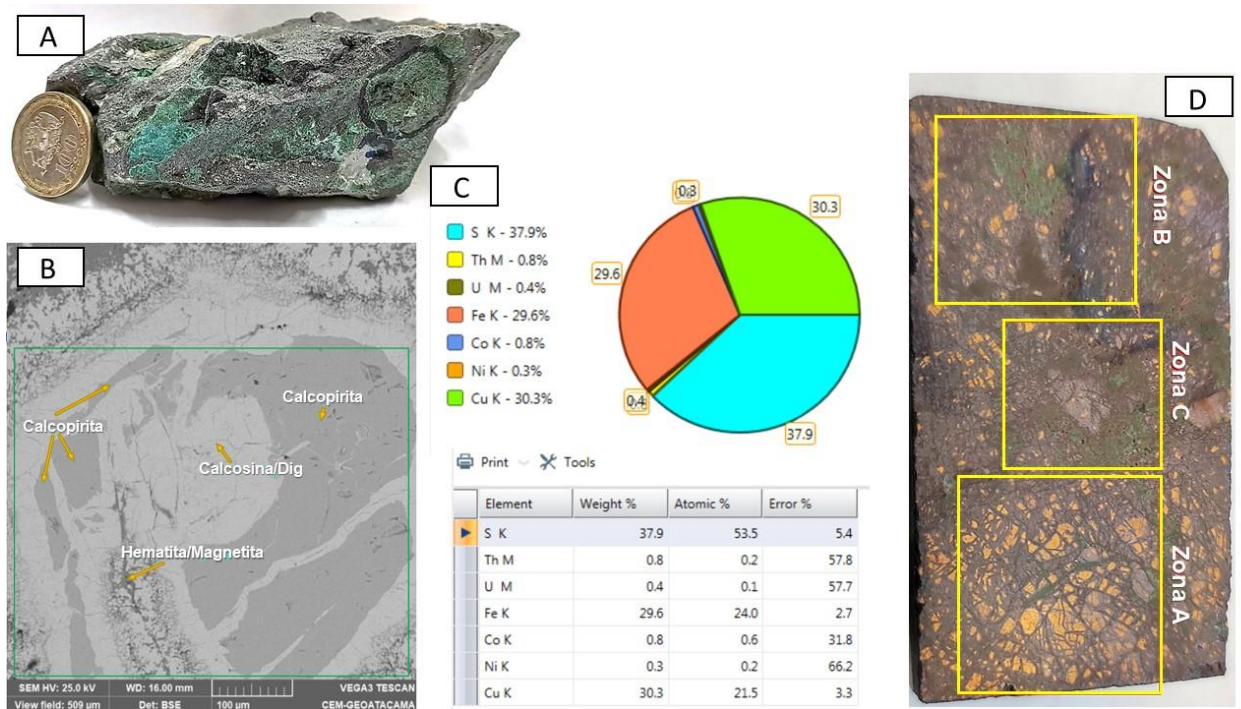 A
100
B
Calcopirita
Calcopirita
Calcosina/Dig
Hematita/Magnetita
SEM HV: 25.0 kV WD: 16.00 mm VEGA3 TESCAN
View field: 509 µm Det: BSE 100 µm CEM-GEOATACAMA
C
S K - 37.9%
Th M - 0.8%
U M - 0.4%
Fe K - 29.6%
Co K - 0.8%
Ni K - 0.3%
Cu K - 30.3%
0.3
30.3
29.6
0.4
37.9
Print Tools
Element Weight % Atomic % Error %
S K 37.9 53.5 5.4
Th M 0.8 0.2 57.8
U M 0.4 0.1 57.7
Fe K 29.6 24.0 2.7
Co K 0.8 0.6 31.8
Ni K 0.3 0.2 66.2
Cu K 30.3 21.5 3.3
D
Zona B
Zona C
Zona A